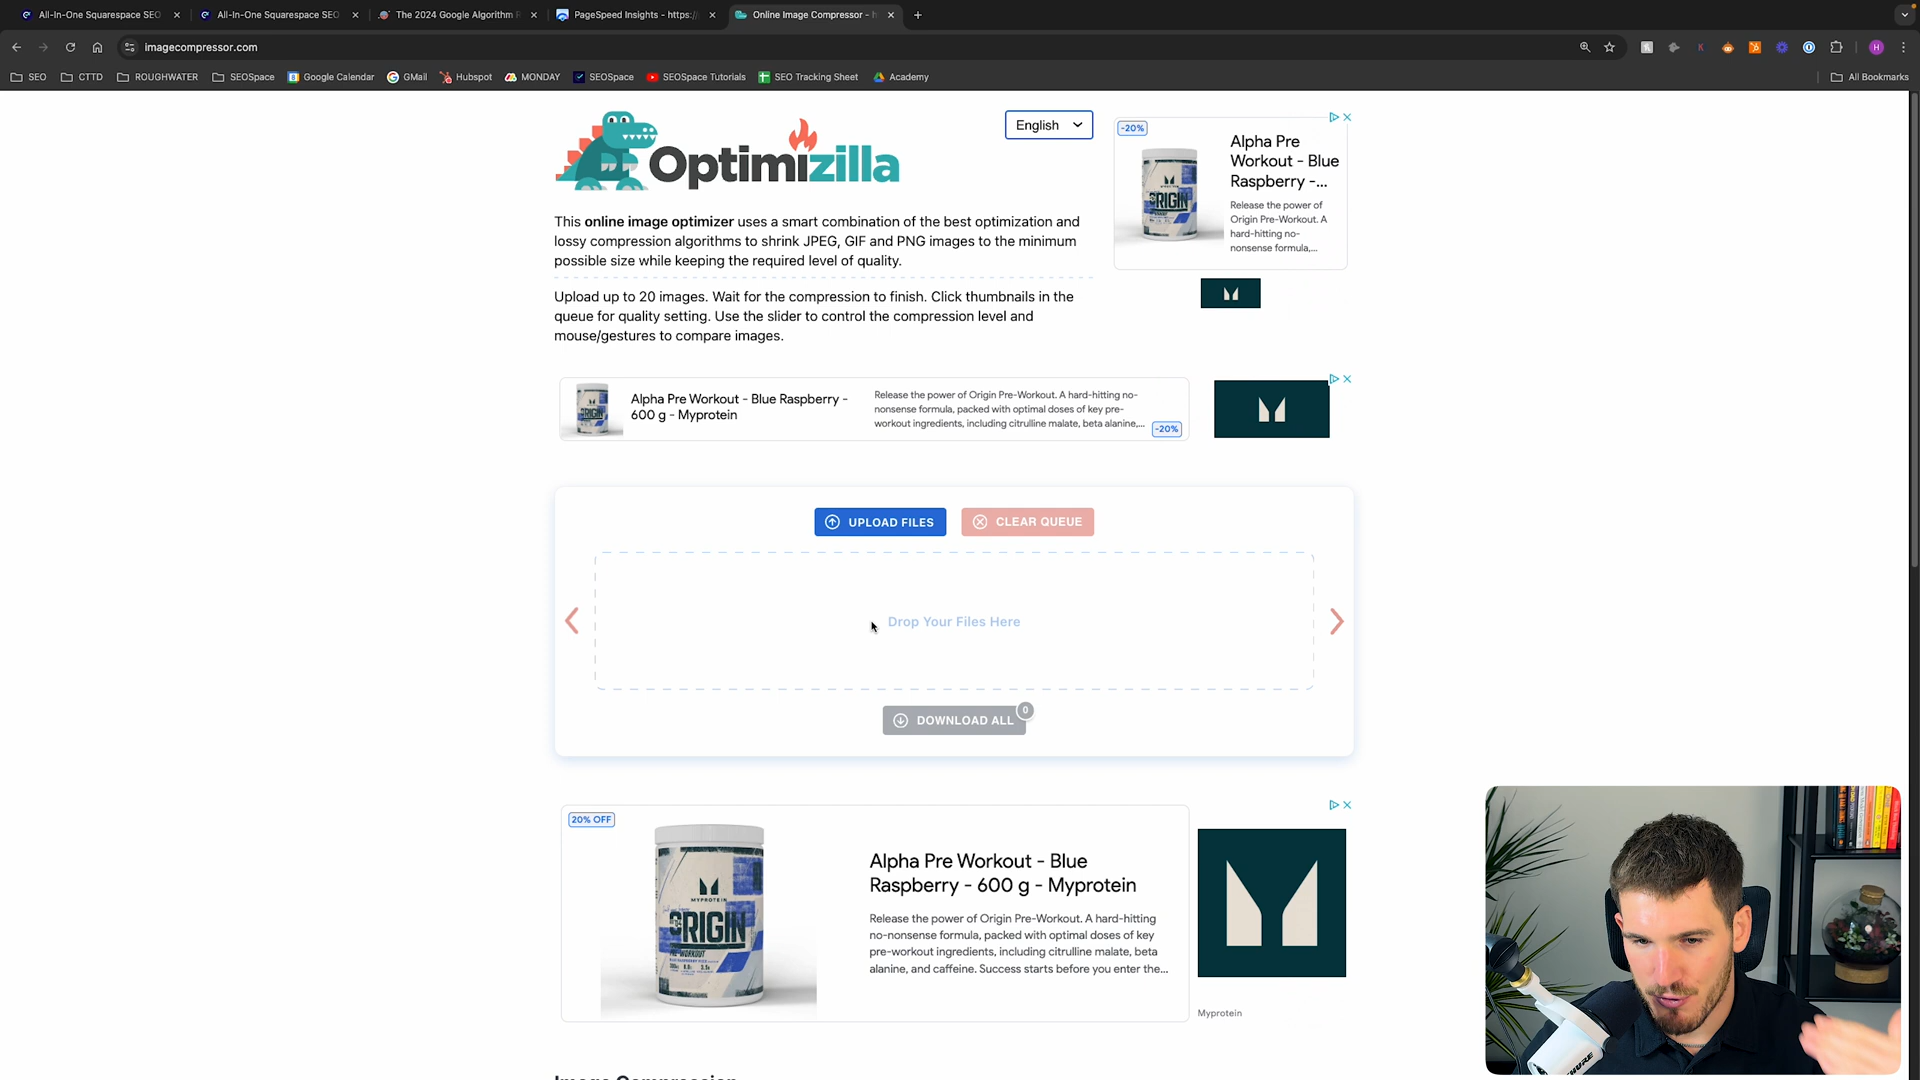 All-In-One Squarespace SEO
All-In-One Squarespace SEO
The 2024 Google Algorithm R
PageSpeed Insights - https:/
Online Image Compressor - h
imagecompressor.com
SEO
CTTD
ROUGHWATER
SEOSpace
Google Calendar
GMail
Hubspot
MONDAY
SEOSpace
SEOSpace Tutorials
SEO Tracking Sheet
Academy
All Bookmarks
H
Optimizilla
English
This online image optimizer uses a smart combination of the best optimization and
lossy compression algorithms to shrink JPEG, GIF and PNG images to the minimum
possible size while keeping the required level of quality.
Upload up to 20 images. Wait for the compression to finish. Click thumbnails in the
queue for quality setting. Use the slider to control the compression level and
mouse/gestures to compare images.
-20%
Alpha Pre
Workout - Blue
Raspberry -...
Release the power of
Origin Pre-Workout. A
hard-hitting no-
nonsense formula,...
ORIGIN
Alpha Pre Workout - Blue Raspberry -
600 g - Myprotein
Release the power of Origin Pre-Workout. A hard-hitting no-
nonsense formula, packed with optimal doses of key pre-
workout ingredients, including citrulline malate, beta alanine,...
-20%
UPLOAD FILES
CLEAR QUEUE
Drop Your Files Here
DOWNLOAD ALL
0
20% OFF
MYPROTEIN
ORIGIN
PRE-WORKOUT
Alpha Pre Workout - Blue
Raspberry - 600 g - Myprotein
Release the power of Origin Pre-Workout. A hard-hitting
no-nonsense formula, packed with optimal doses of key
pre-workout ingredients, including citrulline malate, beta
alanine, and caffeine. Success starts before you enter the...
Myprotein
SHURE
Image Compression